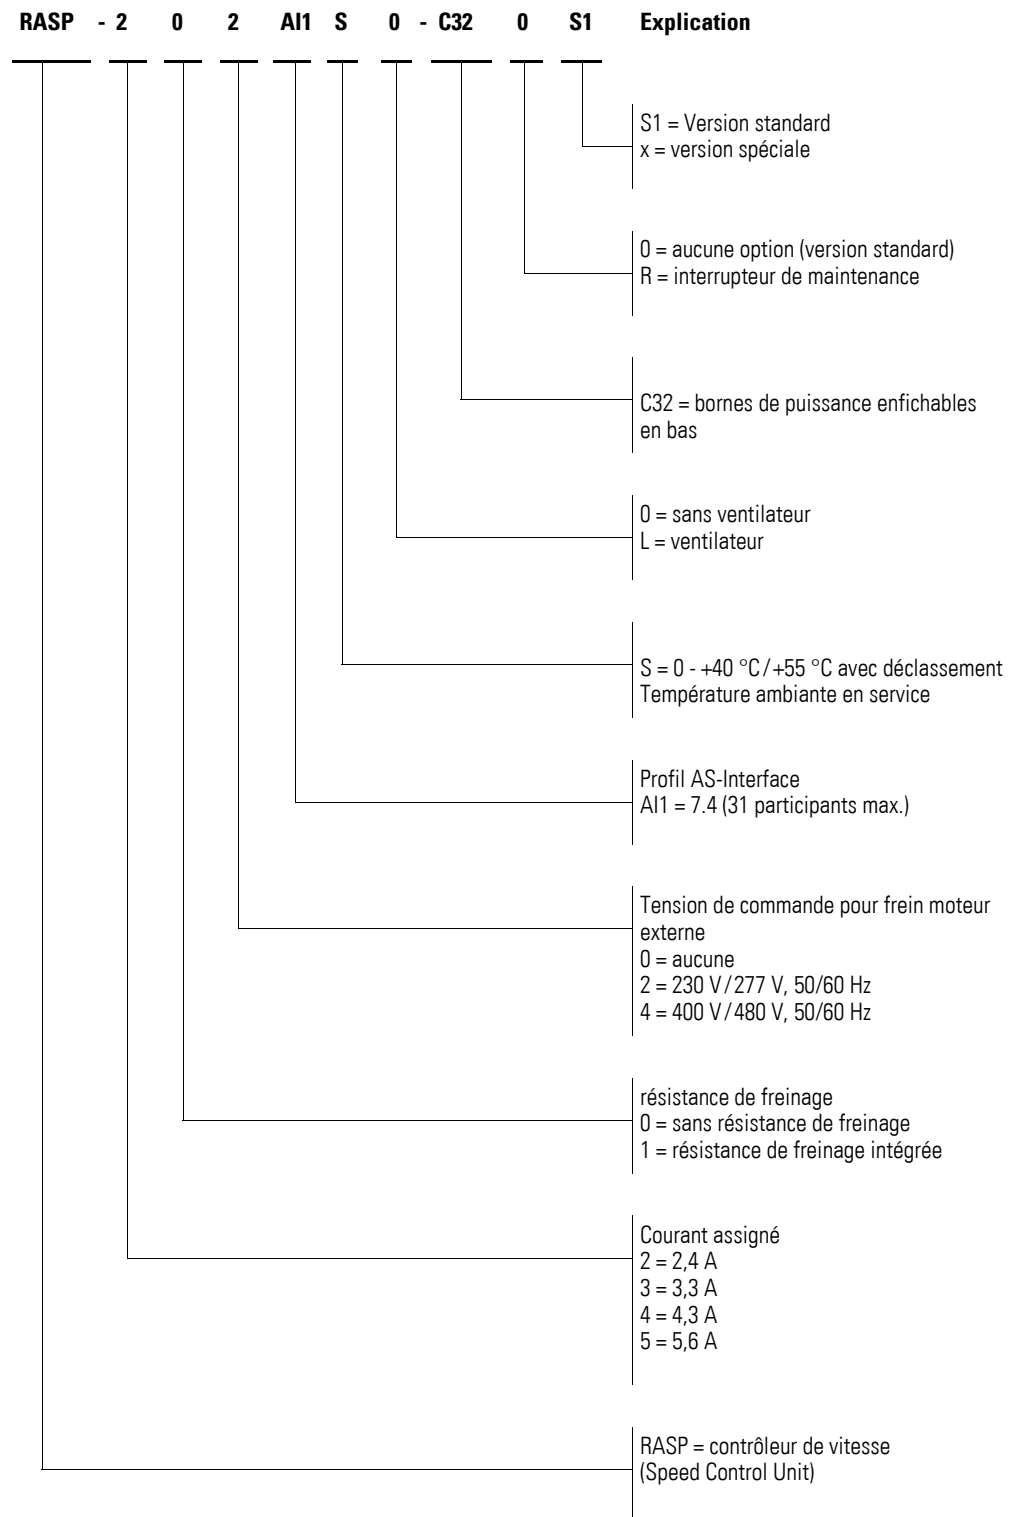 RASP - 2 0 2 AI1 S 0 - C32 0 S1 Explication
S1 = Version standard
x = version spéciale
0 = aucune option (version standard)
R = interrupteur de maintenance
C32 = bornes de puissance enfichables
en bas
0 = sans ventilateur
L = ventilateur
S = 0 - +40 °C/+55 °C avec déclassement
Température ambiante en service
Profil AS-Interface
AI1 = 7.4 (31 participants max.)
Tension de commande pour frein moteur
externe
0 = aucune
2 = 230 V/277 V, 50/60 Hz
4 = 400 V/480 V, 50/60 Hz
résistance de freinage
0 = sans résistance de freinage
1 = résistance de freinage intégrée
Courant assigné
2 = 2,4 A
3 = 3,3 A
4 = 4,3 A
5 = 5,6 A
RASP = contrôleur de vitesse
(Speed Control Unit)